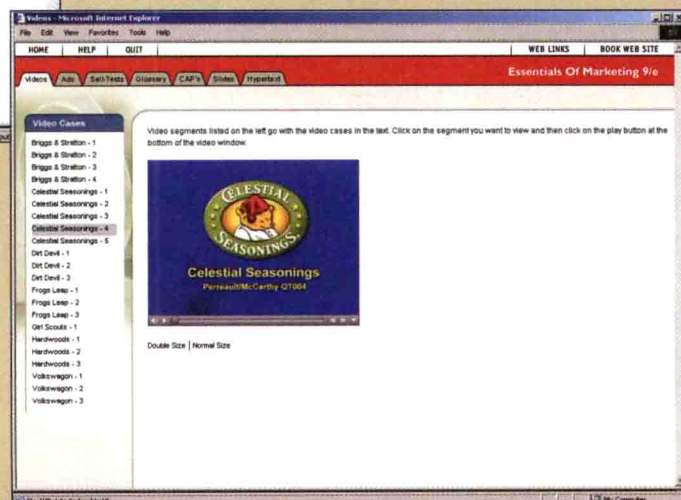 Videos - Microsoft Internet Explorer
File Edit View Favorites Tools Help
HOME HELP QUIT WEB LINKS BOOK WEB SITE
Videos Ads Self-Tests Glossary CAP's Slides Hypertext
Essentials Of Marketing 9/e
Video Cases
Briggs & Stratton - 1
Briggs & Stratton - 2
Briggs & Stratton - 3
Briggs & Stratton - 4
Celestial Seasonings - 1
Celestial Seasonings - 2
Celestial Seasonings - 3
Celestial Seasonings - 4
Celestial Seasonings - 5
Dirt Devil - 1
Dirt Devil - 2
Dirt Devil - 3
Frogs Leap - 1
Frogs Leap - 2
Frogs Leap - 3
Girl Scouts - 1
Hardwoods - 1
Hardwoods - 2
Hardwoods - 3
Volkswagon - 1
Volkswagon - 2
Volkswagon - 3
Video segments listed on the left go with the video cases in the text. Click on the segment you want to view and then click on the play button at the
bottom of the video window.
CELESTIAL
SEASONINGS
Celestial Seasonings
Perreault/McCarthy QT004
Double Size | Normal Size
My Computer